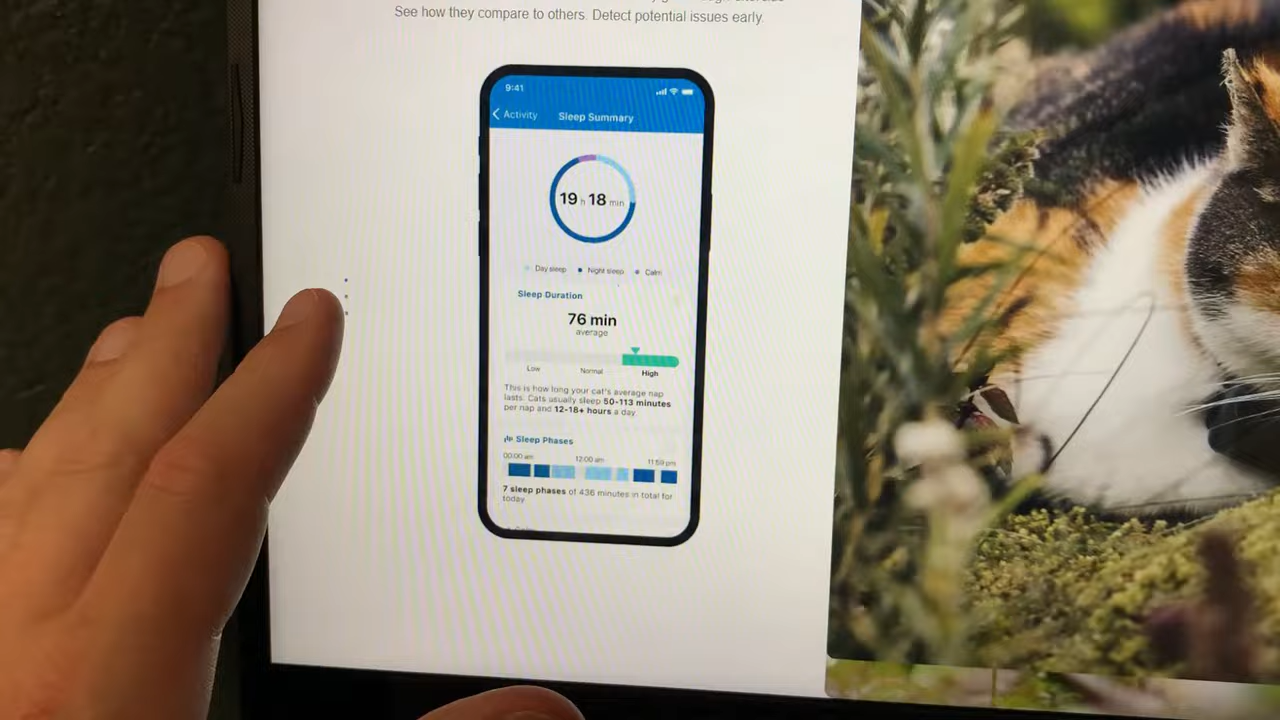 See how they compare to others. Detect potential issues early.
9:41
Activity
Sleep Summary
19 h 18 min
Day sleep
Night sleep
Calm
Sleep Duration
76 min
average
Low
Normal
High
This is how long your cat's average nap
lasts. Cats usually sleep 50-113 minutes
per nap and 12-18+ hours a day
Sleep Phases
00:00 am
12:00 am
11:59 pm
7 sleep phases of 436 minutes in total for
today